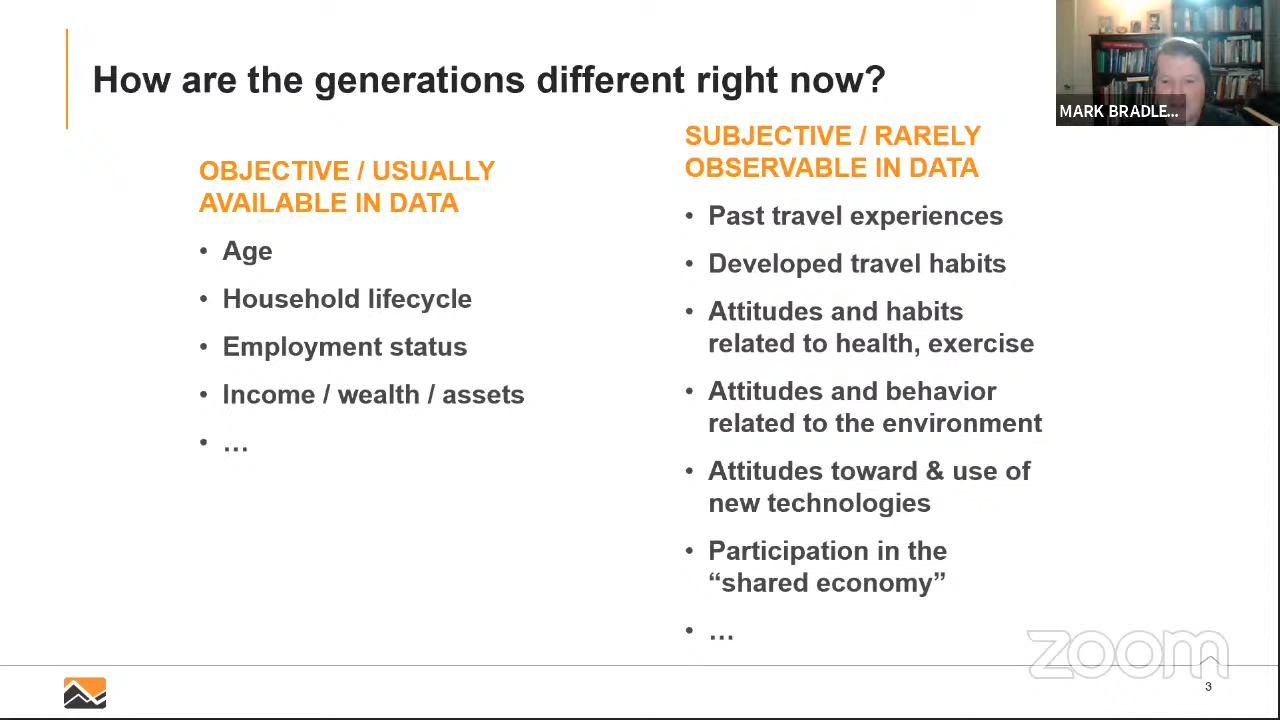 How are the generations different right now?
MARK BRADLE...
OBJECTIVE / USUALLY
AVAILABLE IN DATA
• Age
• Household lifecycle
• Employment status
• Income / wealth / assets
• …
SUBJECTIVE / RARELY
OBSERVABLE IN DATA
• Past travel experiences
• Developed travel habits
• Attitudes and habits
related to health, exercise
• Attitudes and behavior
related to the environment
• Attitudes toward & use of
new technologies
• Participation in the
“shared economy”
• …
zoom
3